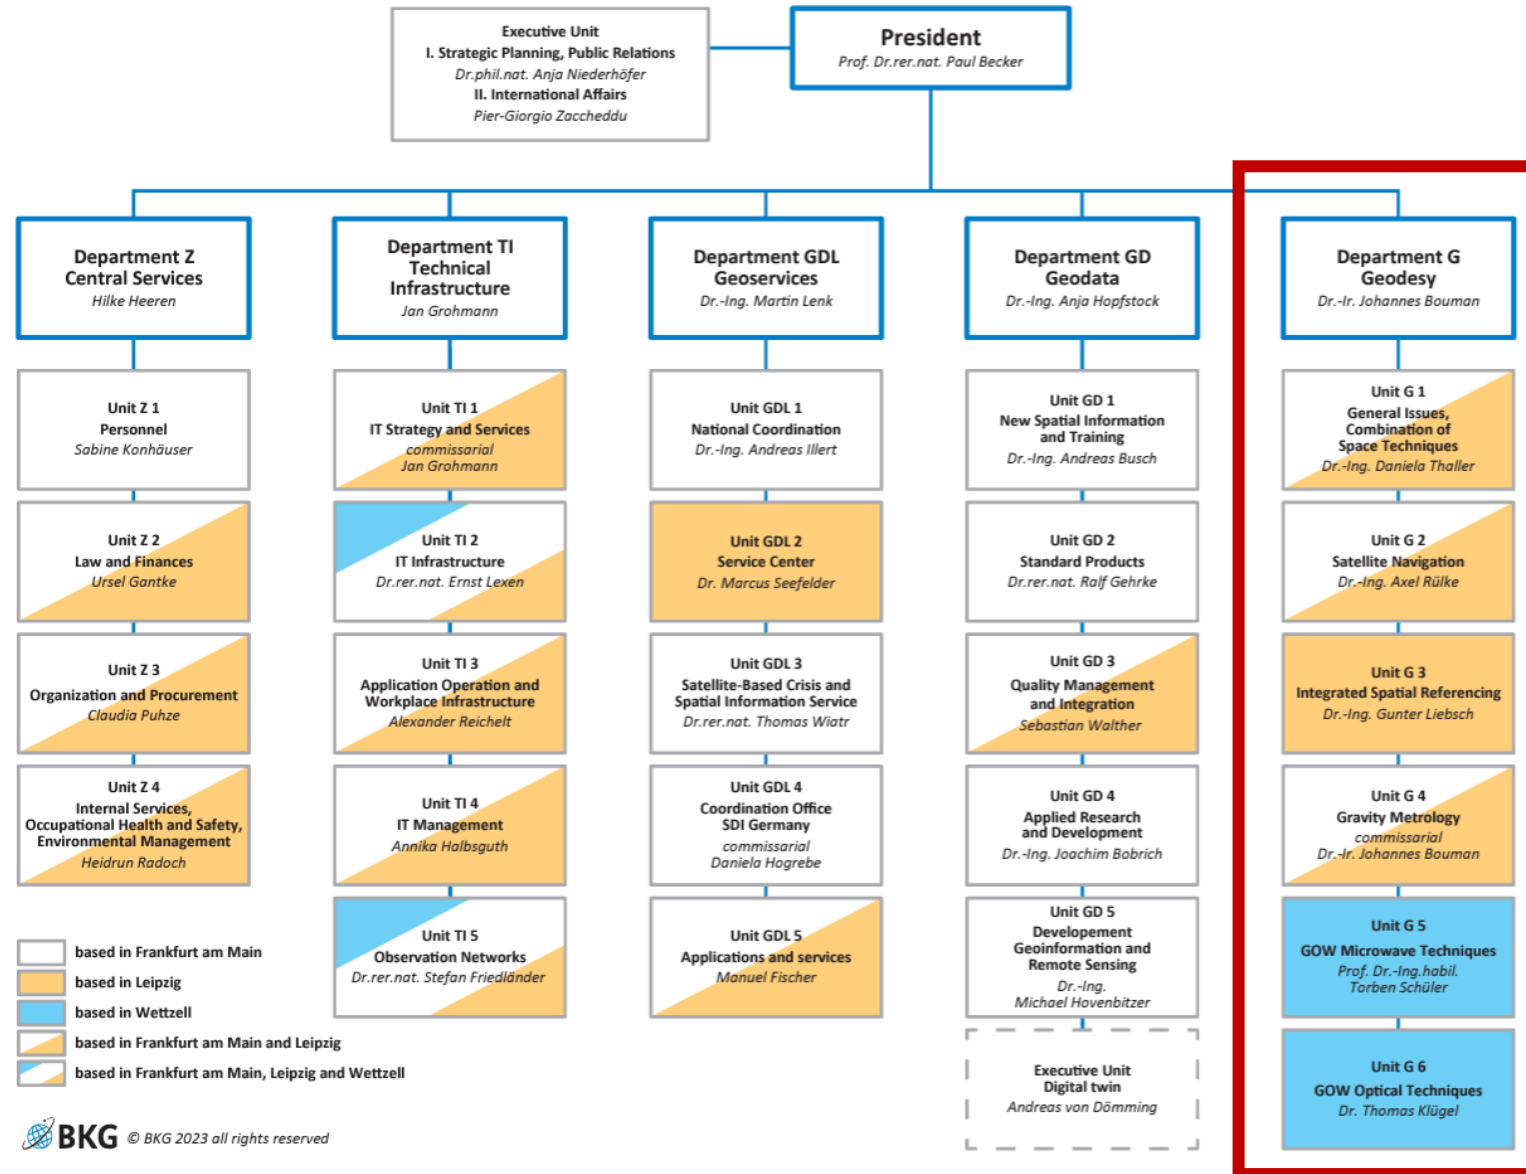 Executive Unit
I. Strategic Planning, Public Relations
Dr.phil.nat. Anja Niederhöfer
II. International Affairs
Pier-Giorgio Zaccheddu
President
Prof. Dr.rer.nat. Paul Becker
Department Z
Central Services
Hilke Heeren
Unit Z 1
Personnel
Sabine Konhäuser
Unit Z 2
Law and Finances
Ursel Gantke
Unit Z 3
Organization and Procurement
Claudia Puhze
Unit Z 4
Internal Services,
Occupational Health and Safety,
Environmental Management
Heidrun Radoch
Department TI
Technical
Infrastructure
Jan Grohmann
Unit TI 1
IT Strategy and Services
commissarial
Jan Grohmann
Unit TI 2
IT Infrastructure
Dr.rer.nat. Ernst Lexen
Unit TI 3
Application Operation and
Workplace Infrastructure
Alexander Reichelt
Unit TI 4
IT Management
Annika Halbsguth
Unit TI 5
Observation Networks
Dr.rer.nat. Stefan Friedländer
Department GDL
Geoservices
Dr.-Ing. Martin Lenk
Unit GDL 1
National Coordination
Dr.-Ing. Andreas Illert
Unit GDL 2
Service Center
Dr. Marcus Seefelder
Unit GDL 3
Satellite-Based Crisis and
Spatial Information Service
Dr.rer.nat. Thomas Wiatr
Unit GDL 4
Coordination Office
SDI Germany
commissarial
Daniela Hogrebe
Unit GDL 5
Applications and services
Manuel Fischer
Department GD
Geodata
Dr.-Ing. Anja Hopfstock
Unit GD 1
New Spatial Information
and Training
Dr.-Ing. Andreas Busch
Unit GD 2
Standard Products
Dr.rer.nat. Ralf Gehrke
Unit GD 3
Quality Management
and Integration
Sebastian Walther
Unit GD 4
Applied Research
and Development
Dr.-Ing. Joachim Bobrich
Unit GD 5
Developement
Geoinformation and
Remote Sensing
Dr.-Ing.
Michael Hovenbitzer
Executive Unit
Digital twin
Andreas von Dömming
Department G
Geodesy
Dr.-Ir. Johannes Bouman
Unit G 1
General Issues,
Combination of
Space Techniques
Dr.-Ing. Daniela Thaller
Unit G 2
Satellite Navigation
Dr.-Ing. Axel Rülke
Unit G 3
Integrated Spatial Referencing
Dr.-Ing. Gunter Liebsch
Unit G 4
Gravity Metrology
commissarial
Dr.-Ir. Johannes Bouman
Unit G 5
GOW Microwave Techniques
Prof. Dr.-Ing.habil.
Torben Schüler
Unit G 6
GOW Optical Techniques
Dr. Thomas Klügel
based in Frankfurt am Main
based in Leipzig
based in Wettzell
based in Frankfurt am Main and Leipzig
based in Frankfurt am Main, Leipzig and Wettzell
BKG © BKG 2023 all rights reserved